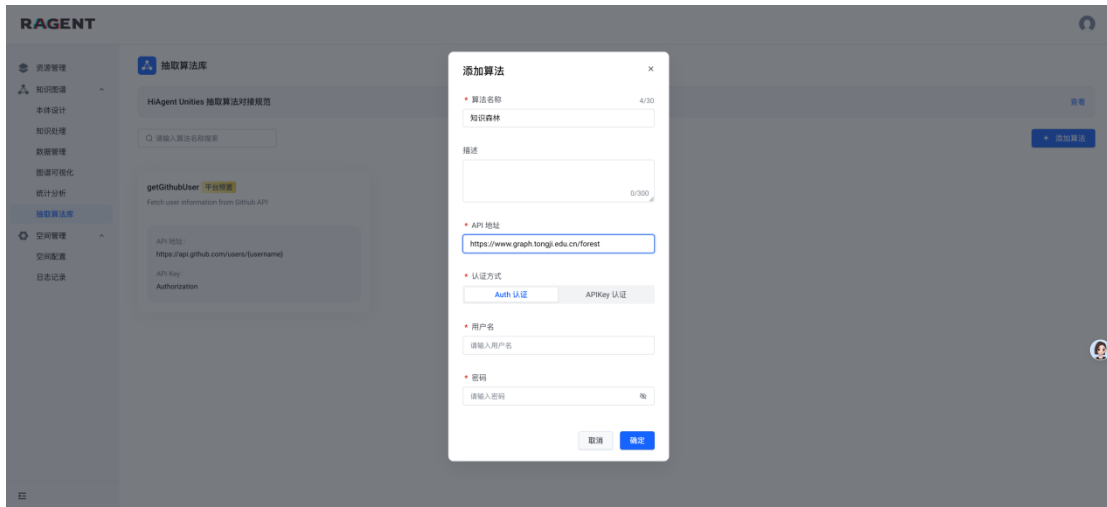 RAGENT
资源管理
知识图谱
本体设计
知识处理
数据管理
图谱可视化
统计分析
抽取算法库
空间管理
空间配置
日志记录
抽取算法库
HiAgent Unities 抽取算法对接规范
查看
请输入算法名称搜索
+ 添加算法
getGithubUser 平台预置
Fetch user information from Github API
API 地址:
https://api.github.com/users/{username}
API Key:
Authorization
添加算法
* 算法名称 4/30
知识森林
描述
0/300
* API 地址
https://www.graph.tongji.edu.cn/forest
* 认证方式
Auth 认证 APIKey 认证
* 用户名
请输入用户名
* 密码
请输入密码
取消 确定